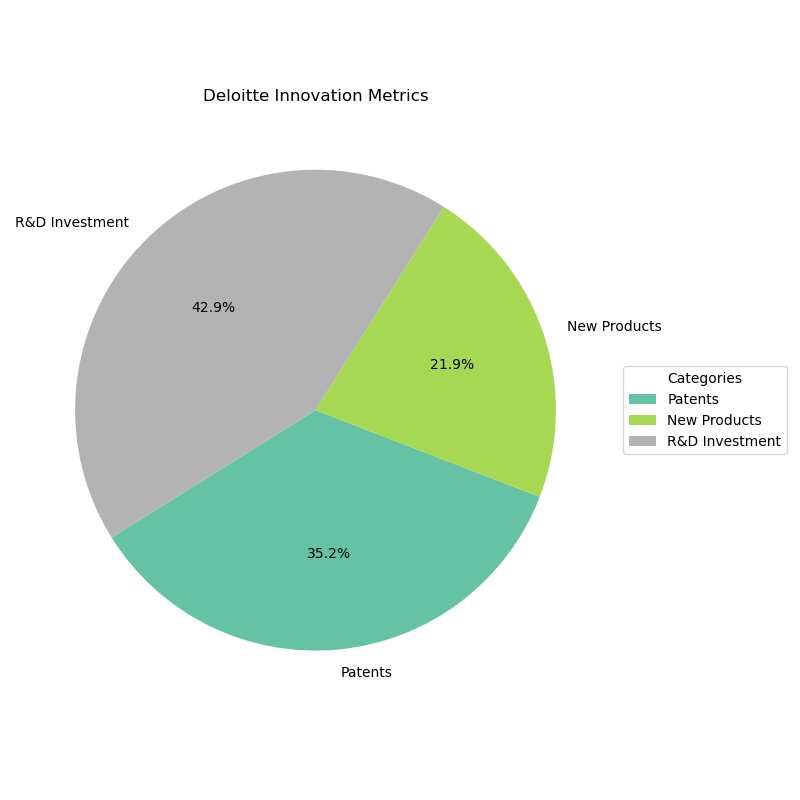 Deloitte Innovation Metrics
R&D Investment
42.9%
New Products
21.9%
Categories
Patents
New Products
R&D Investment
35.2%
Patents